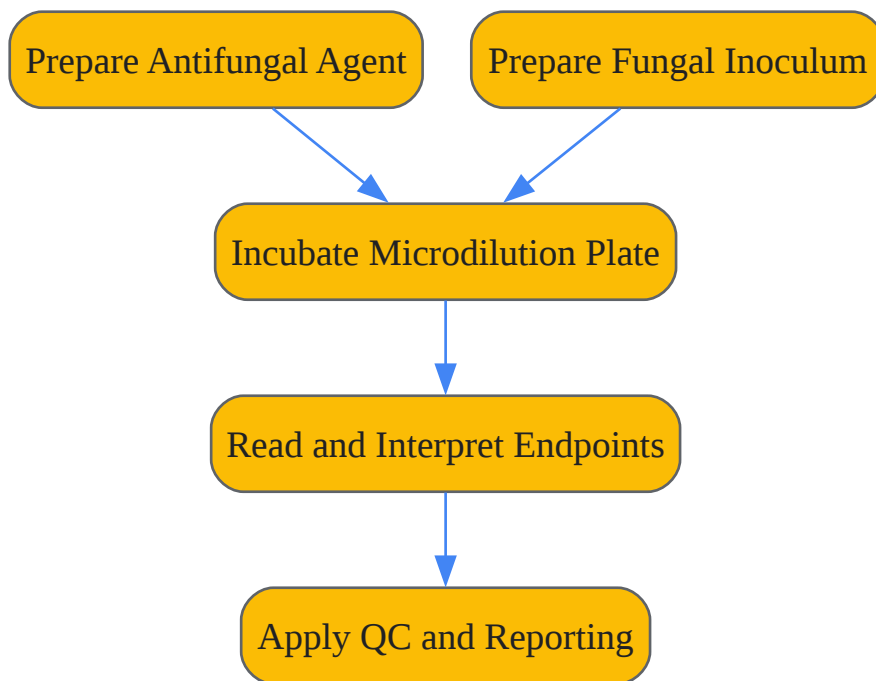 Prepare Antifungal Agent
Prepare Fungal Inoculum
Incubate Microdilution Plate
Read and Interpret Endpoints
Apply QC and Reporting